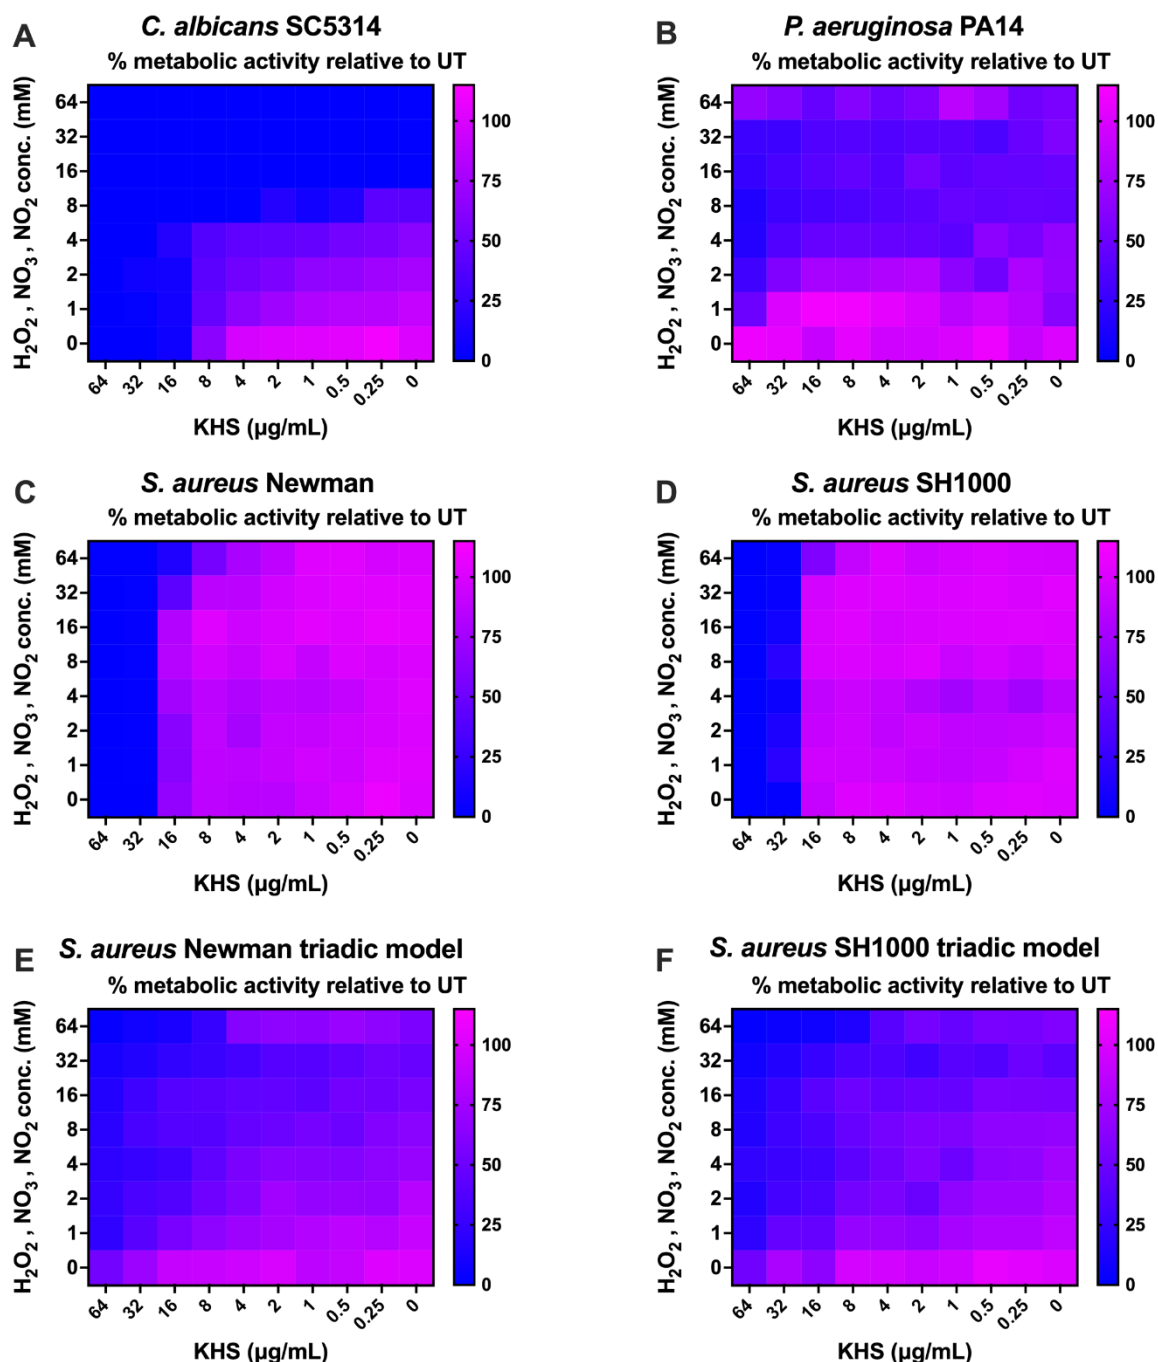 A
C. albicans SC5314
% metabolic activity relative to UT
H₂O₂ , NO₃ , NO₂ conc. (mM)
64
32
16
8
4
2
1
0
64 32 16 8 4 2 1 0.5 0.25 0
KHS (µg/mL)
100
75
50
25
0
B
P. aeruginosa PA14
% metabolic activity relative to UT
H₂O₂ , NO₃ , NO₂ conc. (mM)
64
32
16
8
4
2
1
0
64 32 16 8 4 2 1 0.5 0.25 0
KHS (µg/mL)
100
75
50
25
0
C
S. aureus Newman
% metabolic activity relative to UT
H₂O₂ , NO₃ , NO₂ conc. (mM)
64
32
16
8
4
2
1
0
64 32 16 8 4 2 1 0.5 0.25 0
KHS (µg/mL)
100
75
50
25
0
D
S. aureus SH1000
% metabolic activity relative to UT
H₂O₂ , NO₃ , NO₂ conc. (mM)
64
32
16
8
4
2
1
0
64 32 16 8 4 2 1 0.5 0.25 0
KHS (µg/mL)
100
75
50
25
0
E
S. aureus Newman triadic model
% metabolic activity relative to UT
H₂O₂ , NO₃ , NO₂ conc. (mM)
64
32
16
8
4
2
1
0
64 32 16 8 4 2 1 0.5 0.25 0
KHS (µg/mL)
100
75
50
25
0
F
S. aureus SH1000 triadic model
% metabolic activity relative to UT
H₂O₂ , NO₃ , NO₂ conc. (mM)
64
32
16
8
4
2
1
0
64 32 16 8 4 2 1 0.5 0.25 0
KHS (µg/mL)
100
75
50
25
0